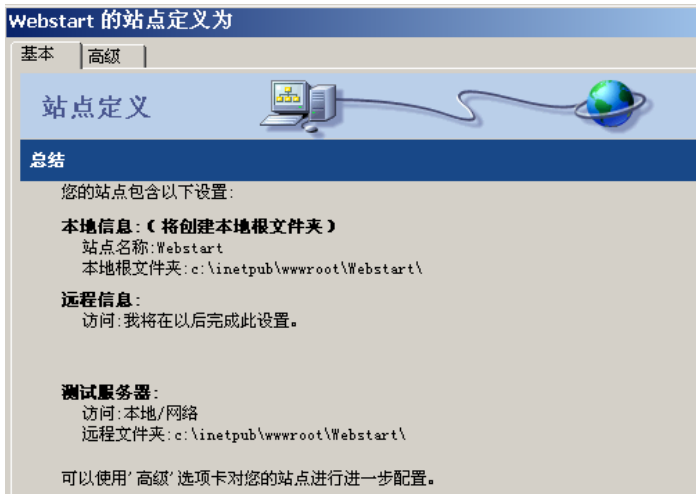 Webstart 的站点定义为
基本 高级
站点定义
总结
您的站点包含以下设置:
本地信息:(将创建本地根文件夹)
站点名称:Webstart
本地根文件夹:c:\inetpub\wwwroot\Webstart\
远程信息:
访问:我将在以后完成此设置。
测试服务器:
访问:本地/网络
远程文件夹:c:\inetpub\wwwroot\Webstart\
可以使用'高级'选项卡对您的站点进行进一步配置。